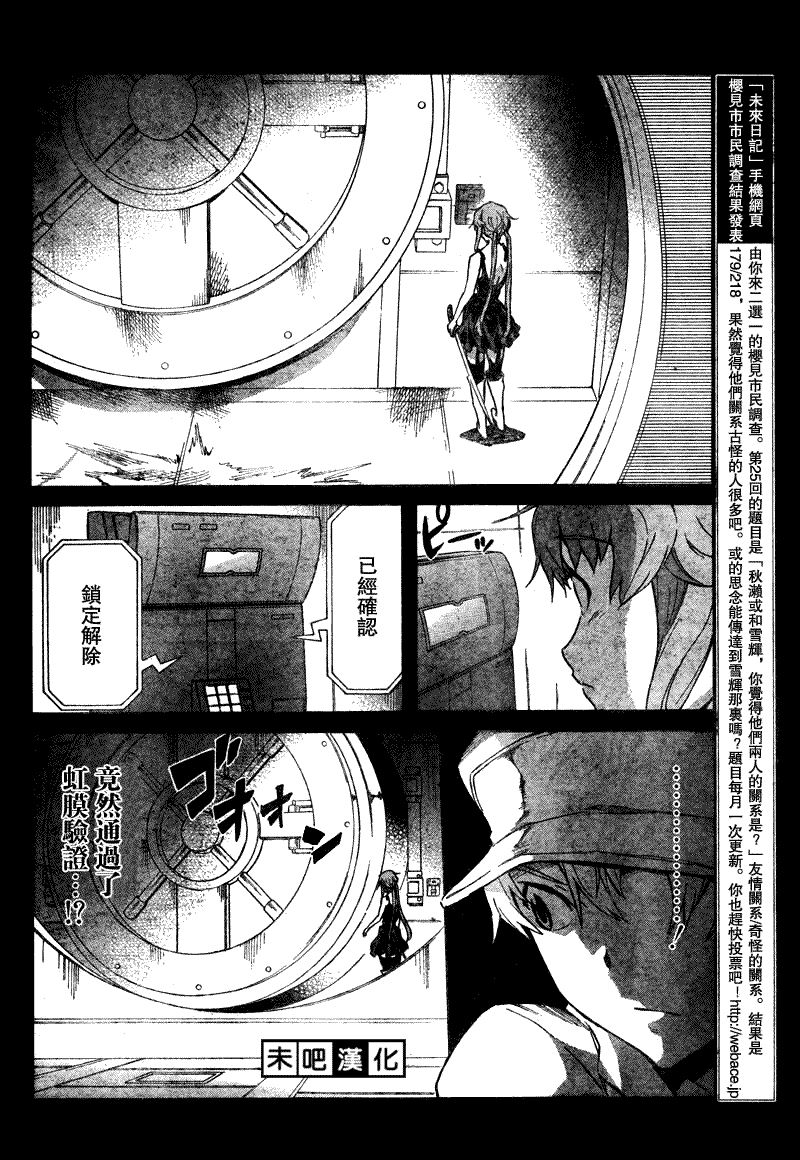 「未來日記」手機網頁
櫻見市市民調查結果發表
由你來二選一的櫻見市民調查。第25回的題目是「秋瀨或和雪輝，你覺得他們兩人的關系是？」友情關系/奇怪的關系。結果是
179/218，果然覺得他們關系古怪的人很多吧。或的思念能傳達到雪輝那裏嗎？題目每月一次更新。你也趕快投票吧！http://webace.jp
ピー
已經確認
鎖定解除
…………！
ゴオオン
竟然通過了
虹膜驗證…!?
未吧漢化